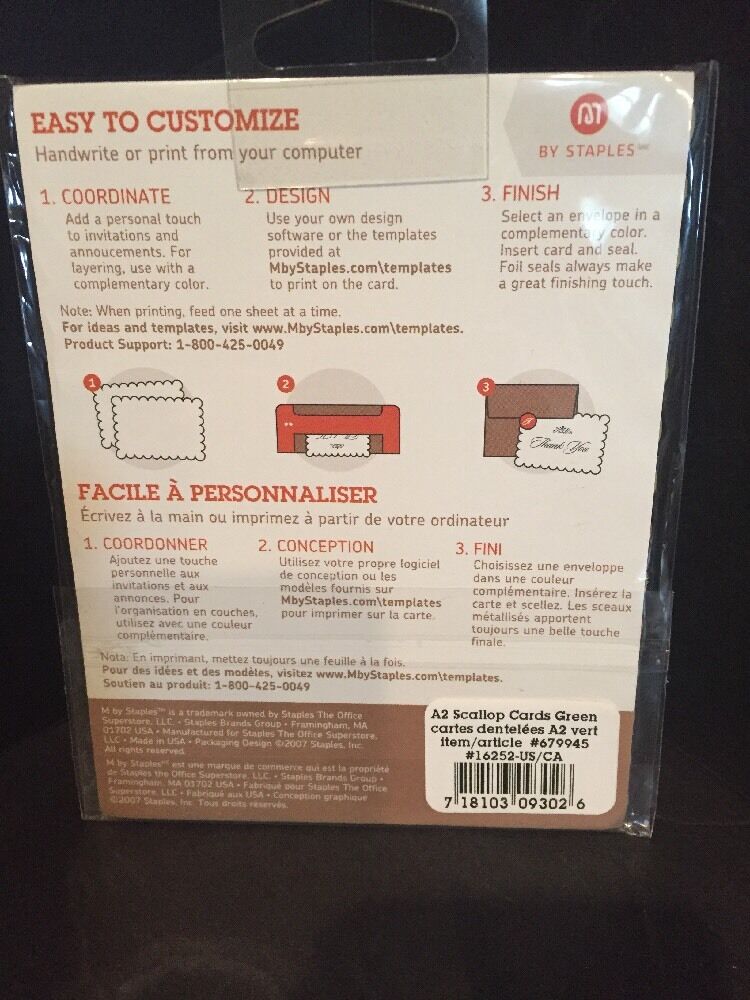 EASY TO CUSTOMIZE
Handwrite or print from your computer
BY STAPLES
1. COORDINATE
Add a personal touch
to invitations and
annoucements. For
layering, use with a
complementary color.
2. DESIGN
Use your own design
software or the templates
provided at
MbyStaples.com\templates
to print on the card.
3. FINISH
Select an envelope in a
complementary color.
Insert card and seal.
Foil seals always make
a great finishing touch.
Note: When printing, feed one sheet at a time.
For ideas and templates, visit www.MbyStaples.com\templates.
Product Support: 1-800-425-0049
1
2
3
Thank You
FACILE À PERSONNALISER
Écrivez à la main ou imprimez à partir de votre ordinateur
1. COORDONNER
Ajoutez une touche
personnelle aux
invitations et aux
annonces. Pour
l'organisation en couches,
utilisez avec une couleur
complémentaire.
2. CONCEPTION
Utilisez votre propre logiciel
de conception ou les
modèles fournis sur
MbyStaples.com\templates
pour imprimer sur la carte.
3. FINI
Choisissez une enveloppe
dans une couleur
complémentaire. Insérez la
carte et scellez. Les sceaux
métallisés apportent
toujours une belle touche
finale.
Nota: En imprimant, mettez toujours une feuille à la fois.
Pour des idées et des modèles, visitez www.MbyStaples.com\templates.
Soutien au produit: 1-800-425-0049
M by Staples™ is a trademark owned by Staples The Office
Superstore, LLC. • Staples Brands Group • Framingham, MA
01702 USA • Manufactured for Staples The Office Superstore,
LLC • Made in USA • Packaging Design ©2007 Staples, Inc.
All rights reserved.
M by Staples™ est une marque de commerce qui est la propriété
de Staples the Office Superstore, LLC. • Staples Brands Group •
Framingham, MA 01702 USA • Fabriqué pour Staples The Office
Superstore, LLC • Fabriqué aux USA • Conception graphique
©2007 Staples, Inc. Tous droits réservés.
A2 Scallop Cards Green
cartes dentelées A2 vert
item/article #679945
#16252-US/CA
7 18103 09302 6